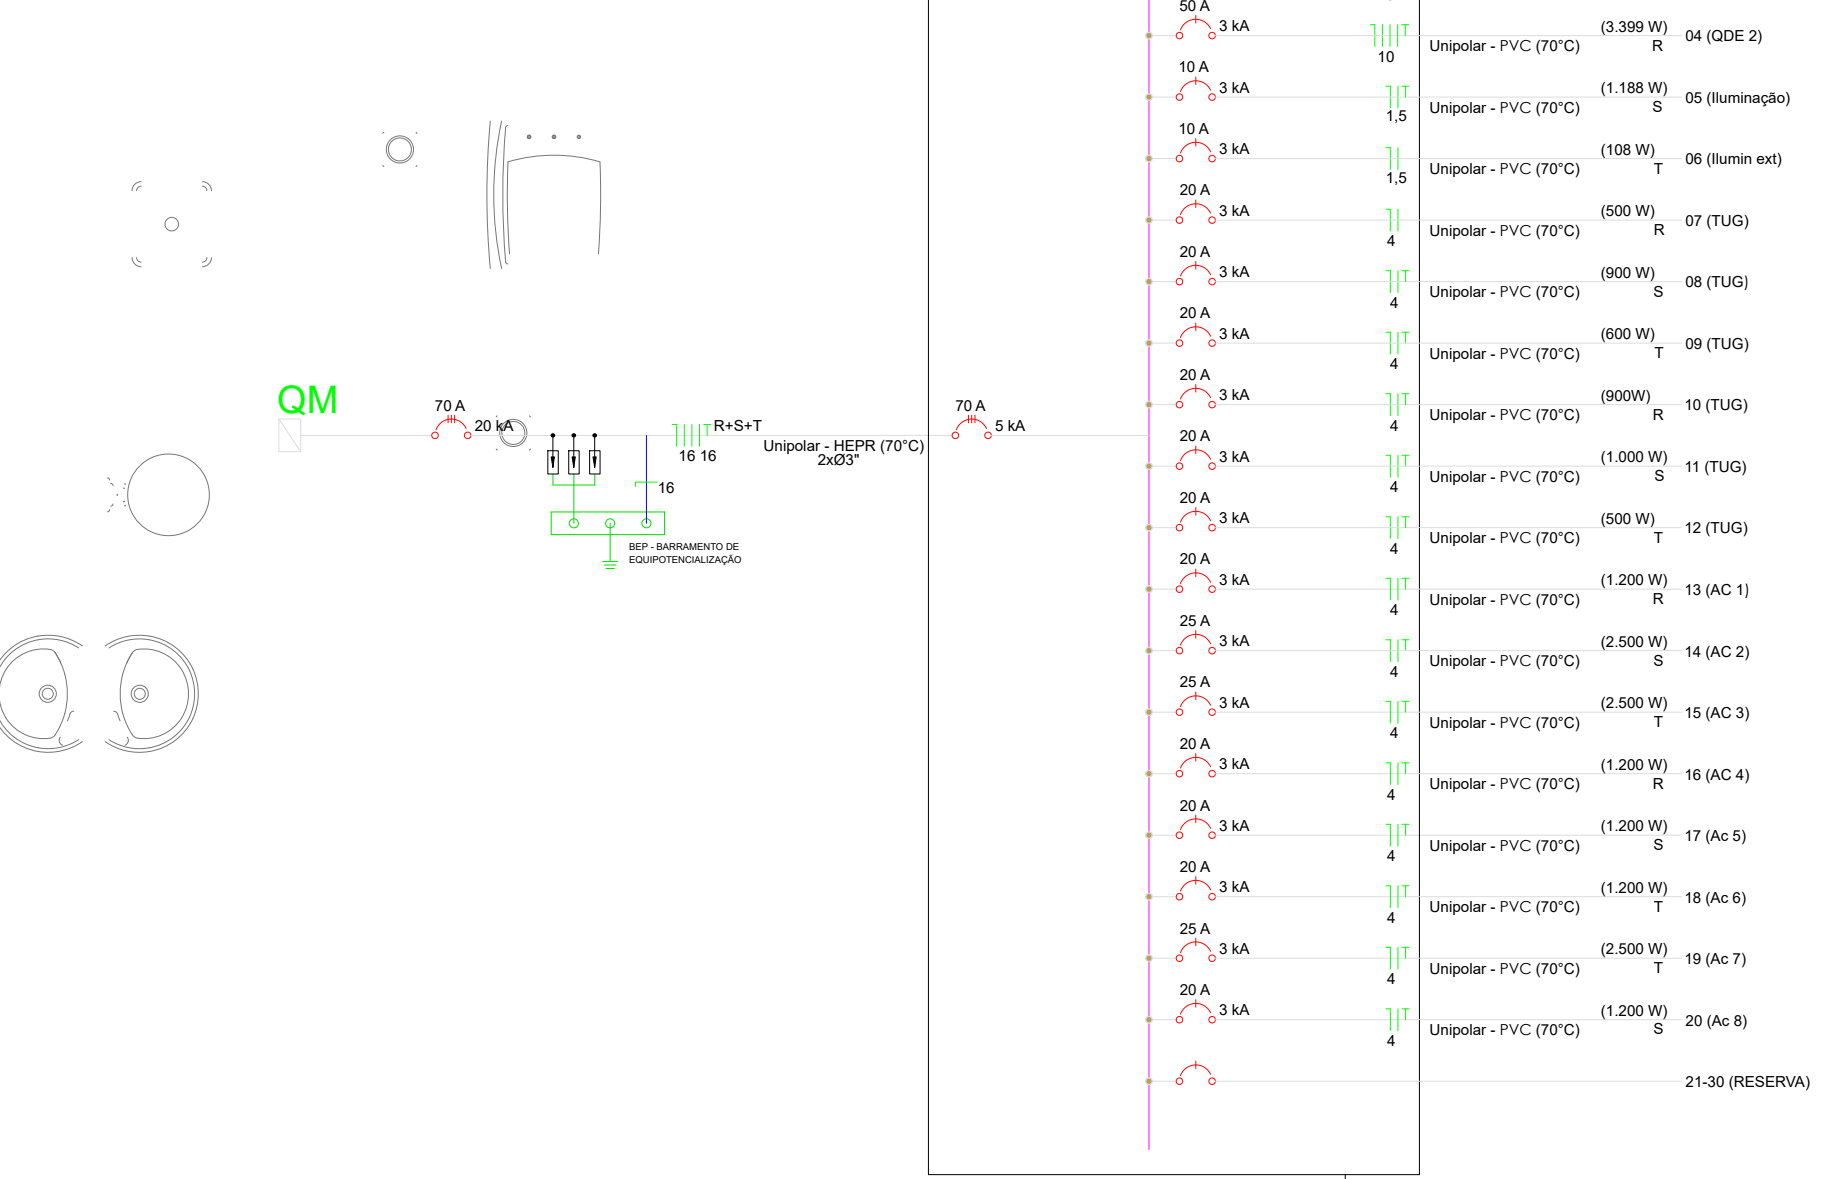 50 A
3 kA
10
(3.399 W)
Unipolar - PVC (70°C)
R
04 (QDE 2)
10 A
3 kA
1,5
(1.188 W)
Unipolar - PVC (70°C)
S
05 (Iluminação)
10 A
3 kA
1,5
(108 W)
Unipolar - PVC (70°C)
T
06 (Ilumin ext)
20 A
3 kA
4
(500 W)
Unipolar - PVC (70°C)
R
07 (TUG)
20 A
3 kA
4
(900 W)
Unipolar - PVC (70°C)
S
08 (TUG)
20 A
3 kA
4
(600 W)
Unipolar - PVC (70°C)
T
09 (TUG)
20 A
3 kA
4
(900W)
Unipolar - PVC (70°C)
R
10 (TUG)
QM
70 A
20 kA
R+S+T
16 16
Unipolar - HEPR (70°C)
2xØ3"
16
BEP - BARRAMENTO DE
EQUIPOTENCIALIZAÇÃO
70 A
5 kA
20 A
3 kA
4
(1.000 W)
Unipolar - PVC (70°C)
S
11 (TUG)
20 A
3 kA
4
(500 W)
Unipolar - PVC (70°C)
T
12 (TUG)
20 A
3 kA
4
(1.200 W)
Unipolar - PVC (70°C)
R
13 (AC 1)
25 A
3 kA
4
(2.500 W)
Unipolar - PVC (70°C)
S
14 (AC 2)
25 A
3 kA
4
(2.500 W)
Unipolar - PVC (70°C)
T
15 (AC 3)
20 A
3 kA
4
(1.200 W)
Unipolar - PVC (70°C)
R
16 (AC 4)
20 A
3 kA
4
(1.200 W)
Unipolar - PVC (70°C)
S
17 (Ac 5)
20 A
3 kA
4
(1.200 W)
Unipolar - PVC (70°C)
T
18 (Ac 6)
25 A
3 kA
4
(2.500 W)
Unipolar - PVC (70°C)
T
19 (Ac 7)
20 A
3 kA
4
(1.200 W)
Unipolar - PVC (70°C)
S
20 (Ac 8)
21-30 (RESERVA)